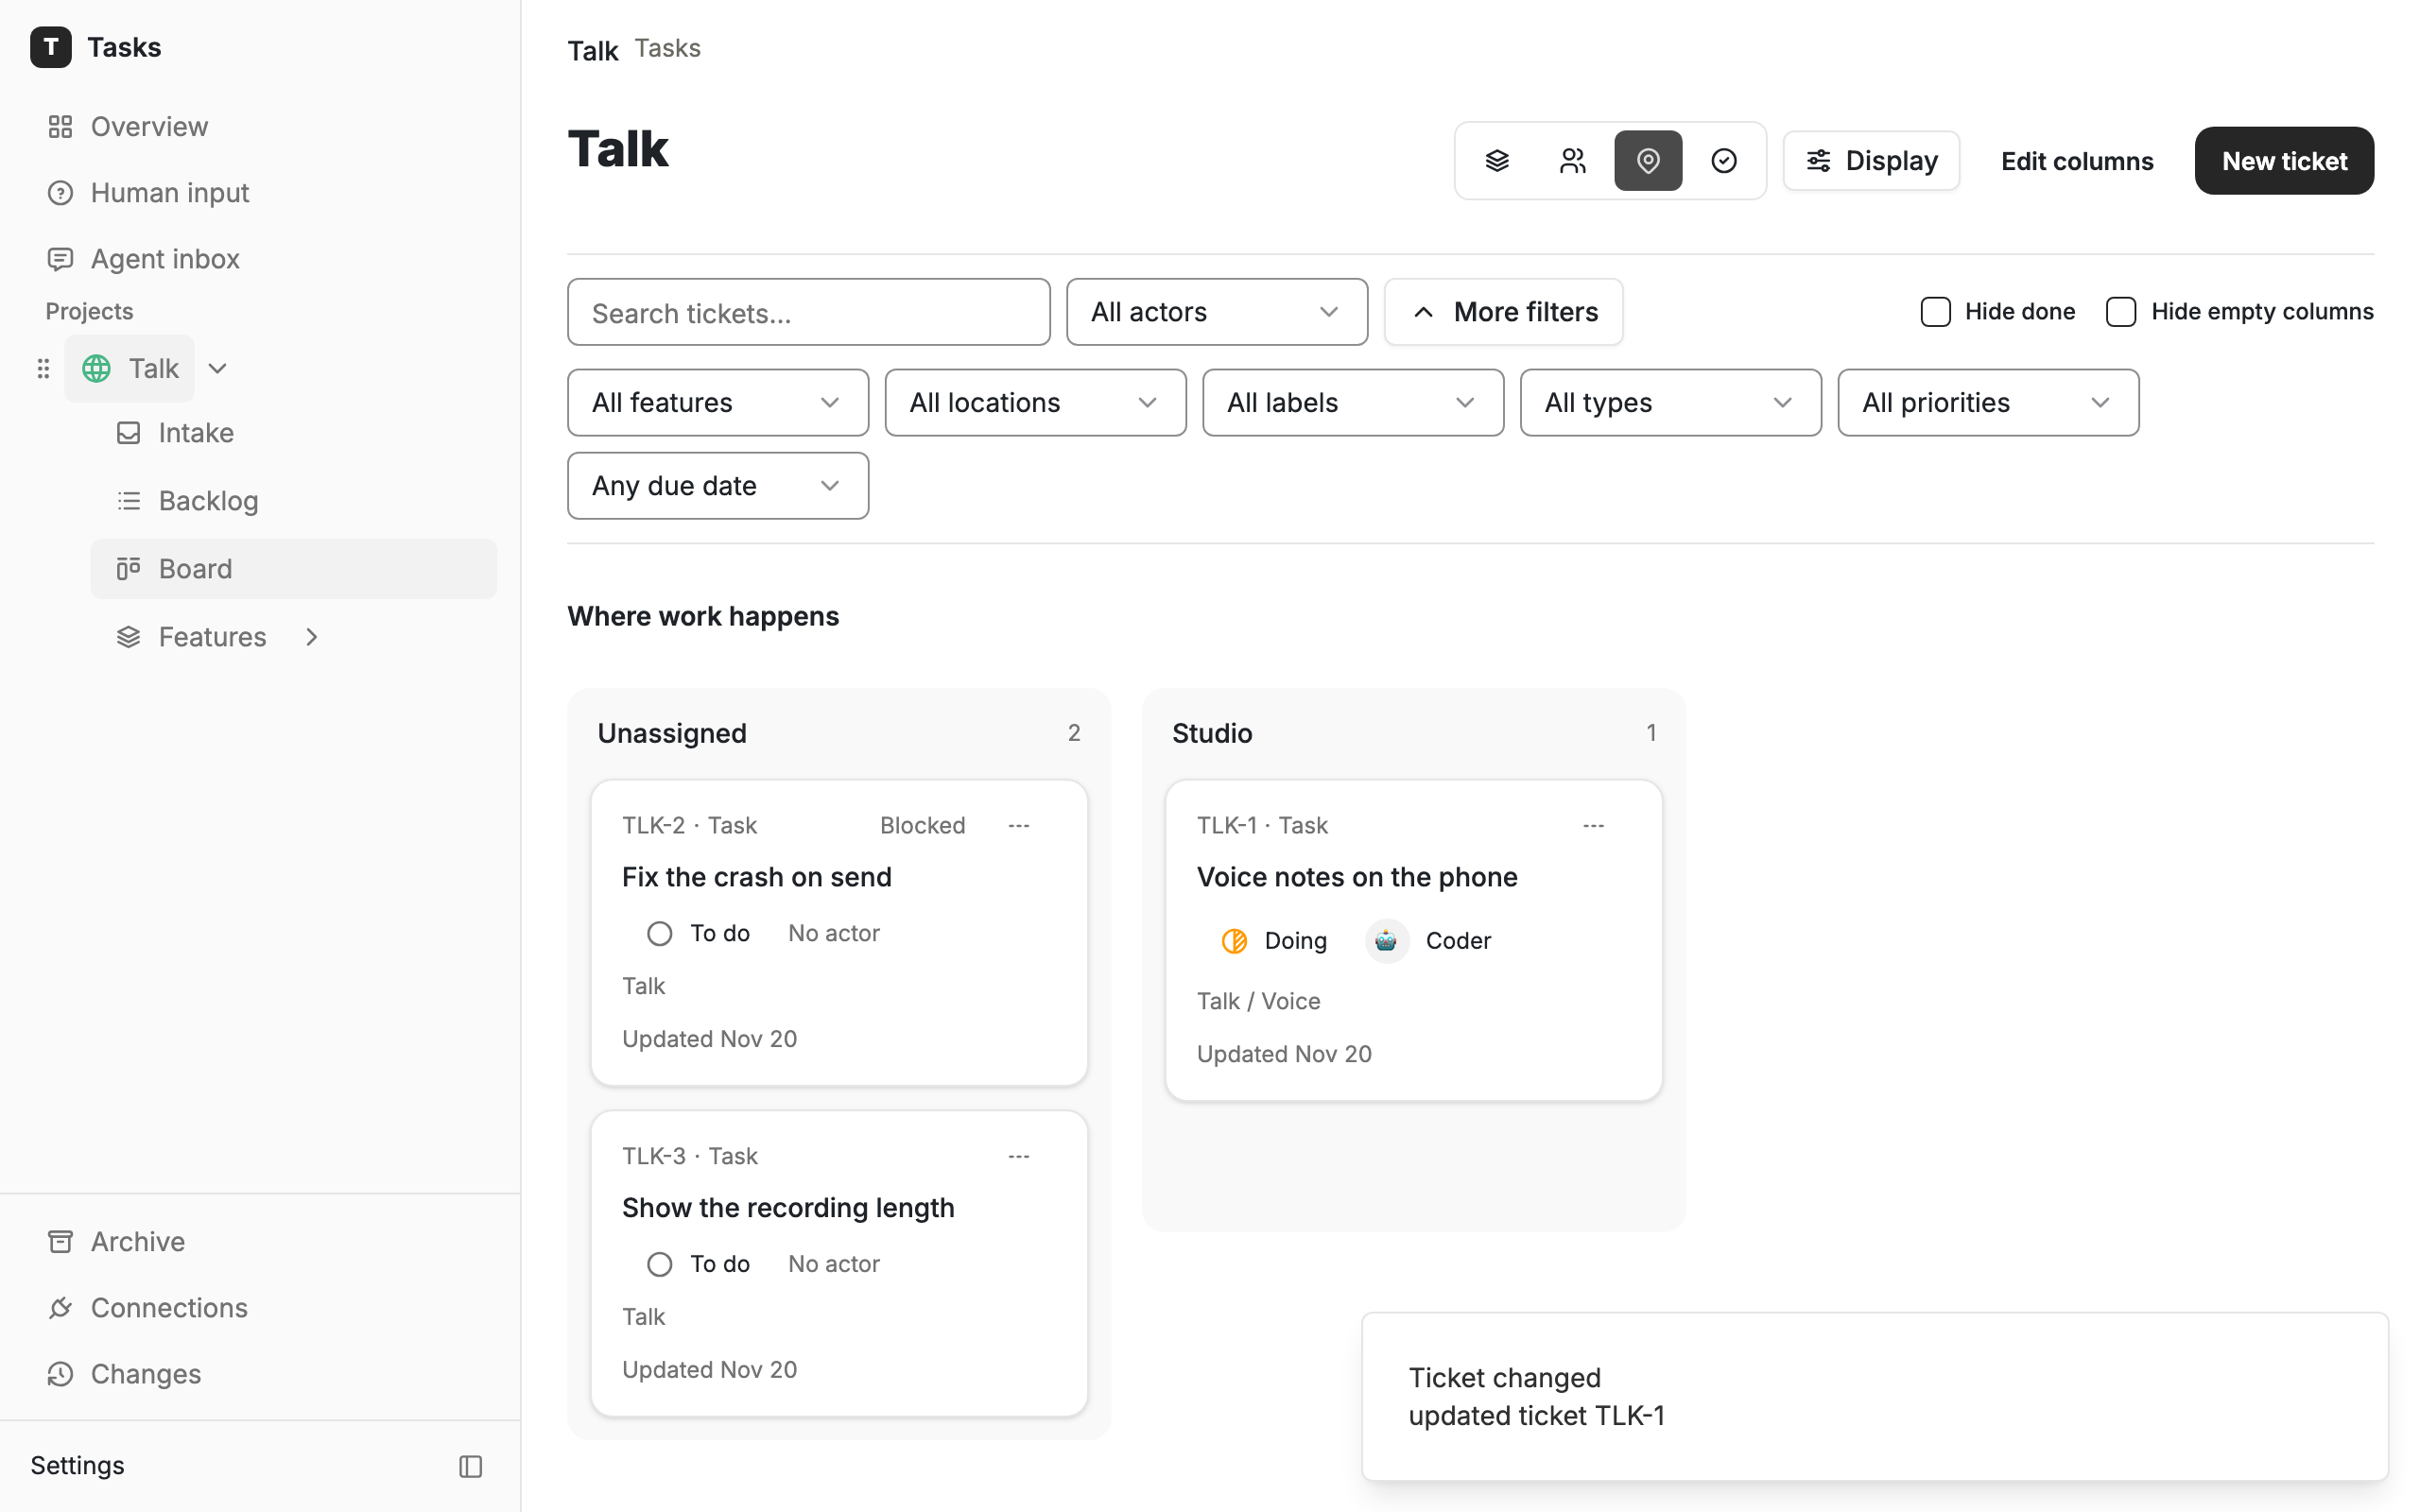 T Tasks
Overview
Human input
Agent inbox
Projects
Talk
Intake
Backlog
Board
Features
Archive
Connections
Changes
Settings
Talk Tasks
Talk
Display
Edit columns
New ticket
Search tickets...
All actors
More filters
Hide done
Hide empty columns
All features
All locations
All labels
All types
All priorities
Any due date
Where work happens
Unassigned 2
TLK-2 · Task Blocked
Fix the crash on send
To do No actor
Talk
Updated Nov 20
TLK-3 · Task
Show the recording length
To do No actor
Talk
Updated Nov 20
Studio 1
TLK-1 · Task
Voice notes on the phone
Doing Coder
Talk / Voice
Updated Nov 20
Ticket changed
updated ticket TLK-1